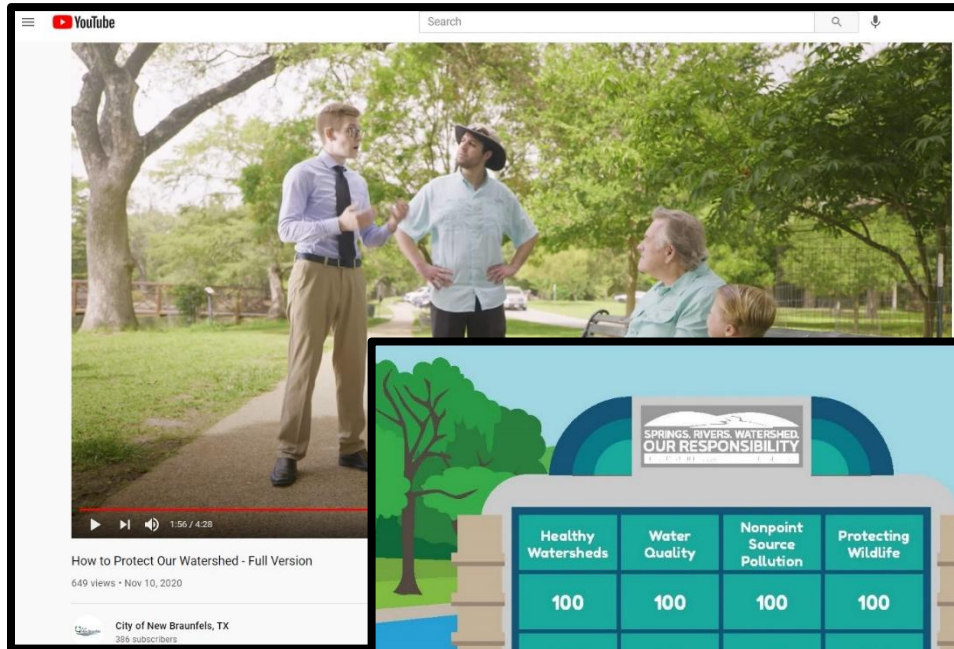 YouTube
Search
1:56 / 4:28
How to Protect Our Watershed - Full Version
649 views • Nov 10, 2020
City of New Braunfels, TX
386 subscribers
SPRINGS. RIVERS. WATERSHED.
OUR RESPONSIBILITY
Healthy
Watersheds
Water
Quality
Nonpoint
Source
Pollution
Protecting
Wildlife
100
100
100
100